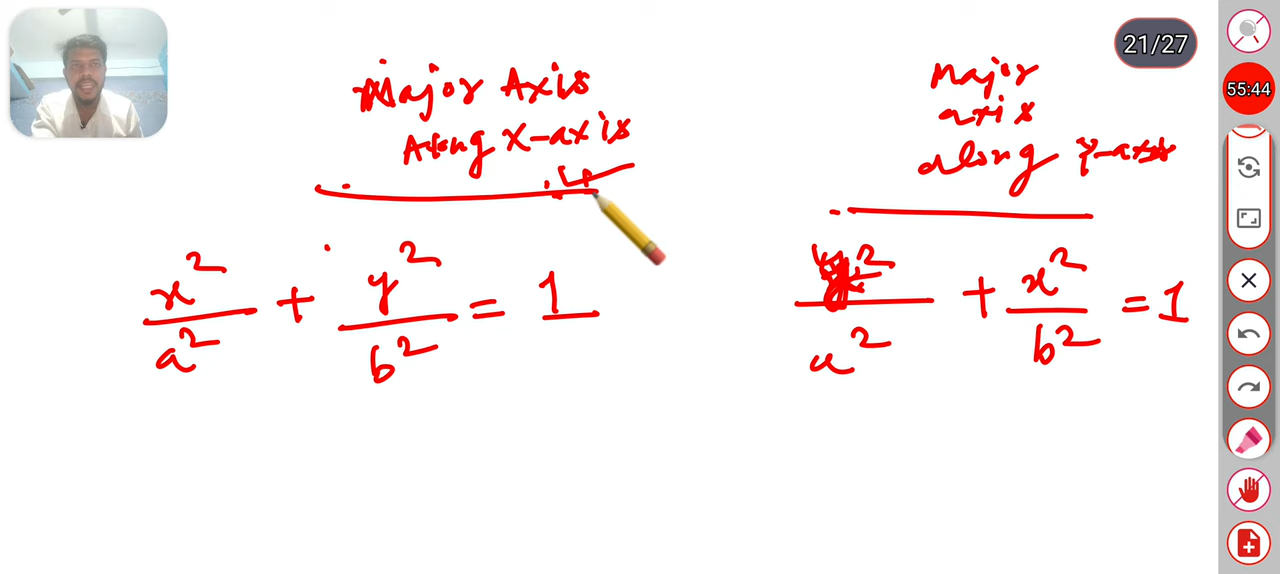 Major Axis
Along X-axis
x²/a² + y²/b² = 1
Major
axis
along Y-axis
y²/a² + x²/b² = 1
21/27
55:44